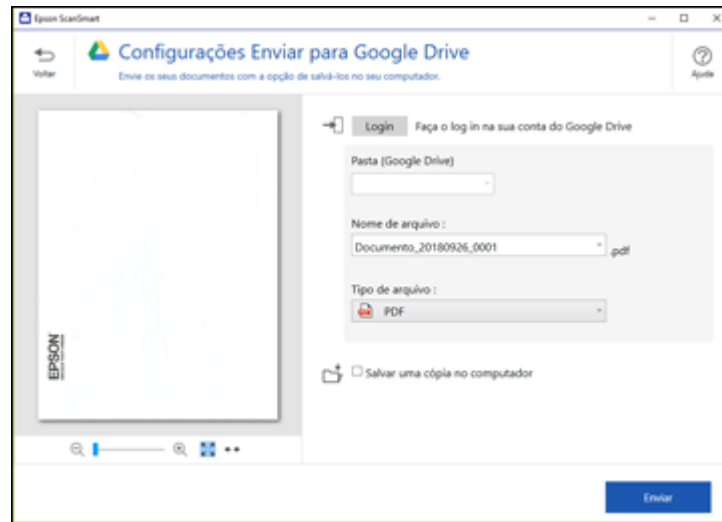 Epson ScanSmart
Voltar
Configurações Enviar para Google Drive
Envie os seus documentos com a opção de salvá-los no seu computador.
Ajuda
Login Faça o log in na sua conta do Google Drive
Pasta (Google Drive)
Nome de arquivo :
Documento_20180926_0001 .pdf
Tipo de arquivo :
PDF
Salvar uma cópia no computador
EPSON
Enviar